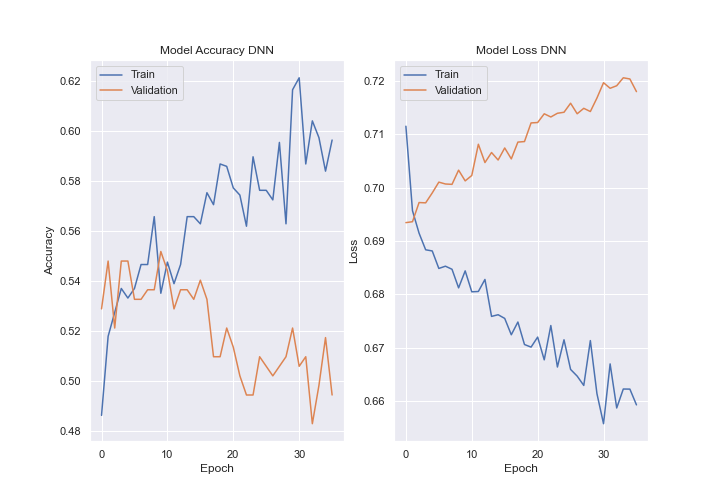 Model Accuracy DNN
Train
Validation
0.62
0.60
0.58
0.56
0.54
0.52
0.50
0.48
0
10
20
30
Epoch
Accuracy
Model Loss DNN
Train
Validation
0.72
0.71
0.70
0.69
0.68
0.67
0.66
0
10
20
30
Epoch
Loss